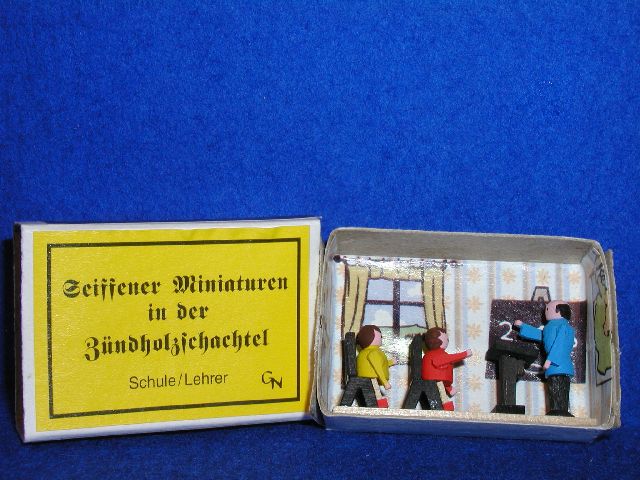 Seiffener Miniaturen
in der
Zündholzschachtel
Schule/Lehrer
GN